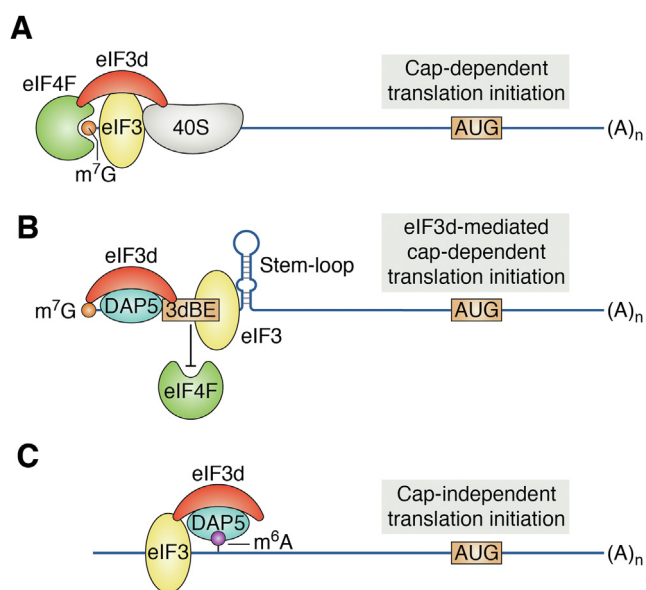 A
eIF3d
eIF4F
Cap-dependent
translation initiation
eIF3
40S
AUG
(A)n
m⁷G
B
eIF3d-mediated
cap-dependent
translation initiation
eIF3d
Stem-loop
m⁷G
DAP5
3dBE
AUG
(A)n
eIF3
eIF4F
C
eIF3d
Cap-independent
translation initiation
DAP5
m⁶A
eIF3
AUG
(A)n